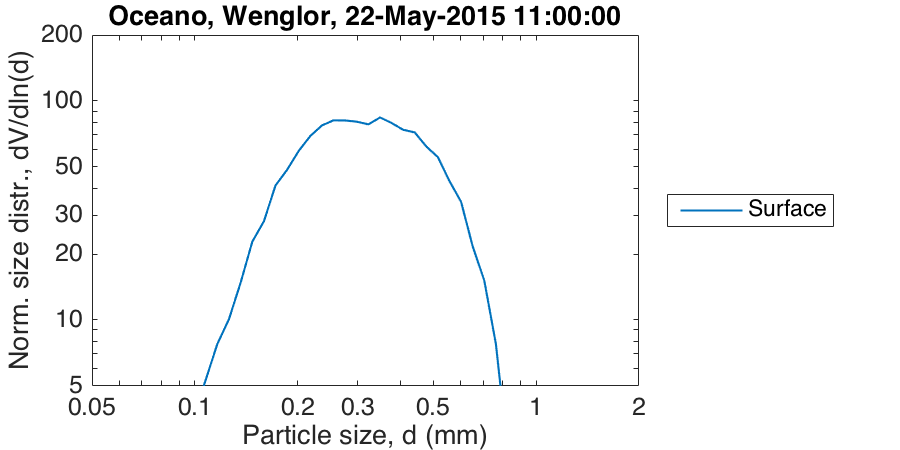 Oceano, Wenglor, 22-May-2015 11:00:00
Norm. size distr., dV/dln(d)
200
100
50
30
20
10
5
0.05 0.1 0.2 0.3 0.5 1 2
Particle size, d (mm)
Surface